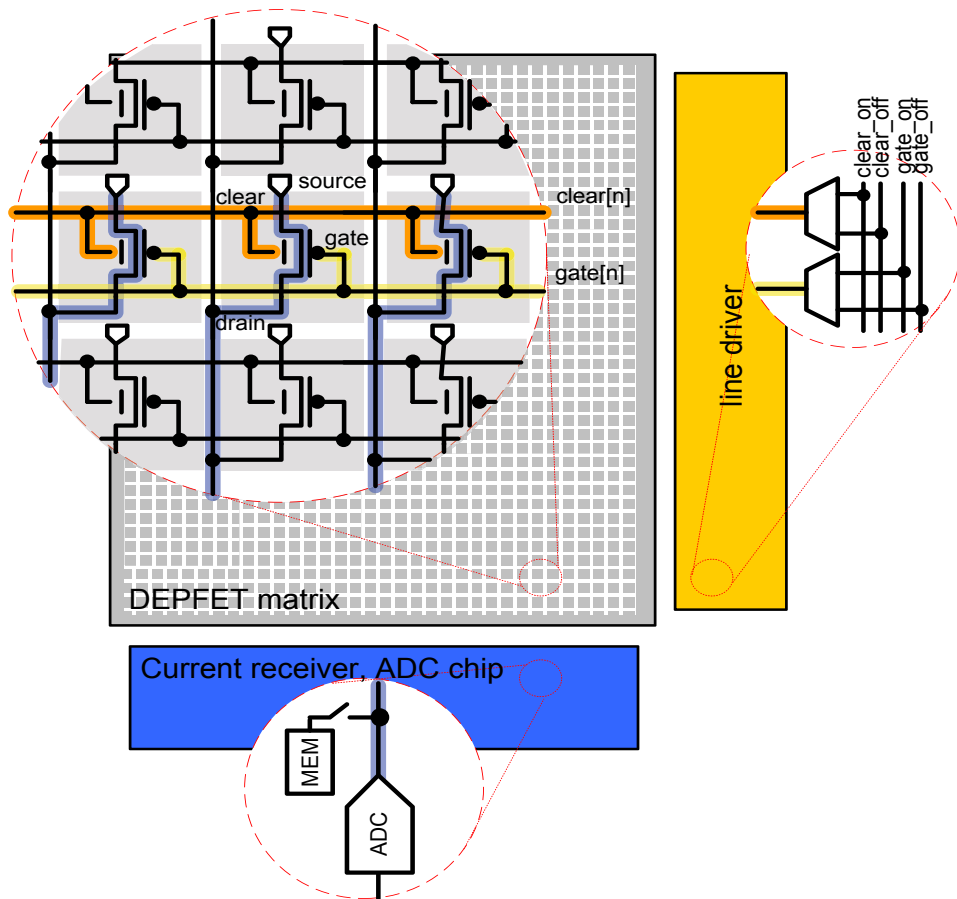 source
clear
clear[n]
gate
gate[n]
drain
DEPFET matrix
line driver
clear_on
clear_off
gate_on
gate_off
Current receiver, ADC chip
MEM
ADC